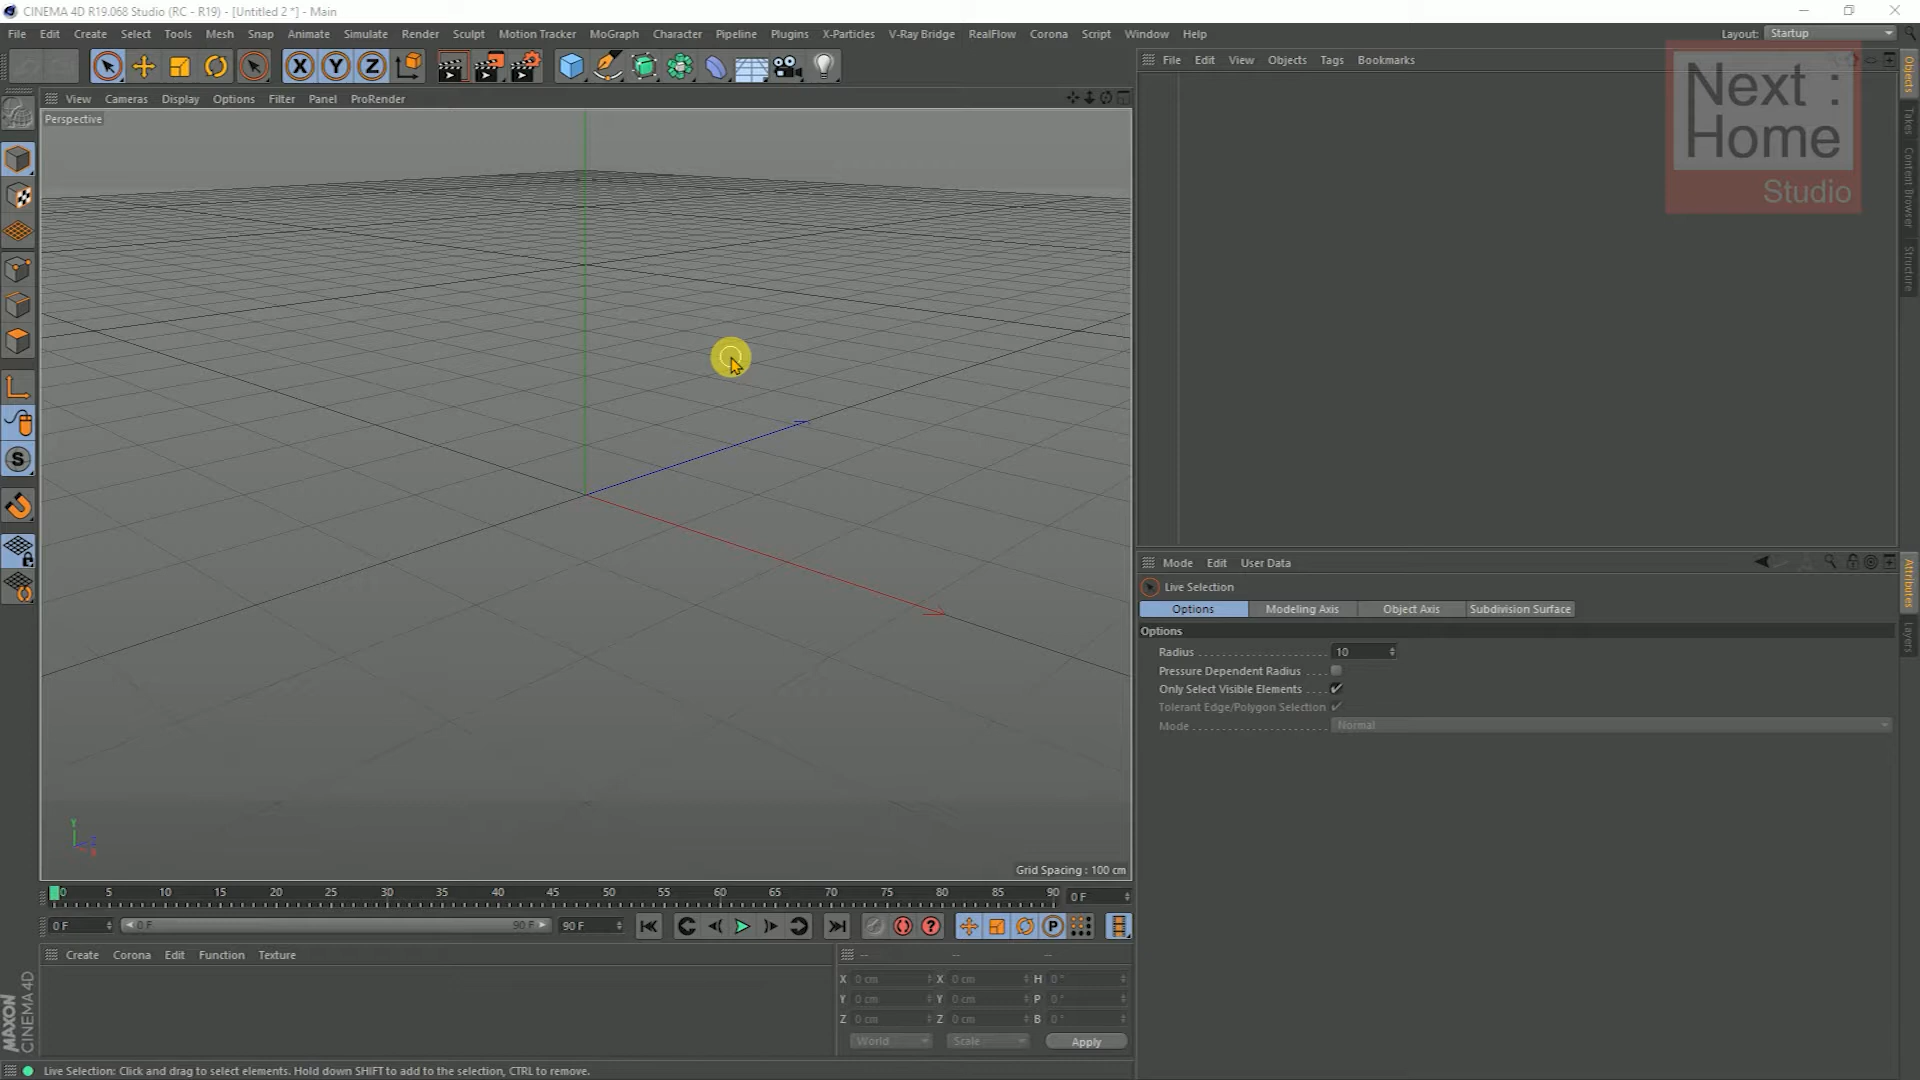 CINEMA 4D R19.068 Studio (RC - R19) - [Untitled 2 *] - Main
File Edit Create Select Tools Mesh Snap Animate Simulate Render Sculpt Motion Tracker MoGraph Character Pipeline Plugins X-Particles V-Ray Bridge RealFlow Corona Script Window Help
Layout: Startup
X Y Z
File Edit View Objects Tags Bookmarks
Next :
Home
Studio
Objects
Takes
Content Browser
Structure
View Cameras Display Options Filter Panel ProRender
Perspective
S
Y
Grid Spacing : 100 cm
Mode Edit User Data
Live Selection
Options Modeling Axis Object Axis Subdivision Surface
Options
Radius 10
Pressure Dependent Radius
Only Select Visible Elements
Tolerant Edge/Polygon Selection
Mode Normal
Attributes
Layers
0 5 10 15 20 25 30 35 40 45 50 55 60 65 70 75 80 85 90 0 F
0 F 0 F 90 F 90 F ? P
Create Corona Edit Function Texture
-- -- --
X 0 cm X 0 cm H 0 °
Y 0 cm Y 0 cm P 0 °
Z 0 cm Z 0 cm B 0 °
World Scale Apply
MAXON
CINEMA 4D
Live Selection: Click and drag to select elements. Hold down SHIFT to add to the selection, CTRL to remove.